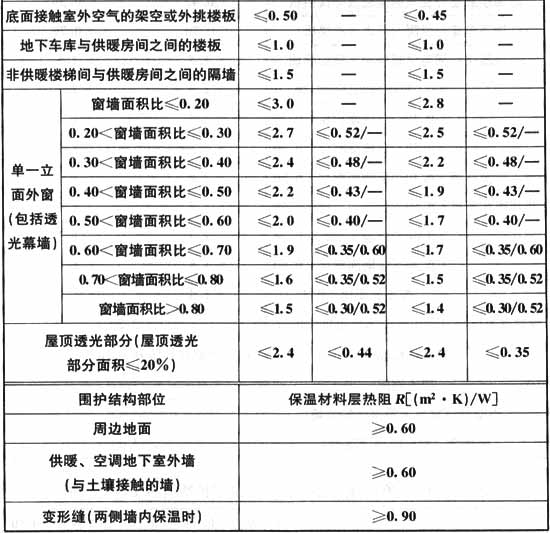 底面接触室外空气的架空或外挑楼板 ≤0.50 — ≤0.45 —
地下车库与供暖房间之间的楼板 ≤1.0 — ≤1.0 —
非供暖楼梯间与供暖房间之间的隔墙 ≤1.5 — ≤1.5 —
单一立
面外窗
(包括透
光幕墙)
窗墙面积比≤0.20 ≤3.0 — ≤2.8 —
0.20<窗墙面积比≤0.30 ≤2.7 ≤0.52/— ≤2.5 ≤0.52/—
0.30<窗墙面积比≤0.40 ≤2.4 ≤0.48/— ≤2.2 ≤0.48/—
0.40<窗墙面积比≤0.50 ≤2.2 ≤0.43/— ≤1.9 ≤0.43/—
0.50<窗墙面积比≤0.60 ≤2.0 ≤0.40/— ≤1.7 ≤0.40/—
0.60<窗墙面积比≤0.70 ≤1.9 ≤0.35/0.60 ≤1.7 ≤0.35/0.60
0.70<窗墙面积比≤0.80 ≤1.6 ≤0.35/0.52 ≤1.5 ≤0.35/0.52
窗墙面积比>0.80 ≤1.5 ≤0.30/0.52 ≤1.4 ≤0.30/0.52
屋顶透光部分(屋顶透光
部分面积≤20%) ≤2.4 ≤0.44 ≤2.4 ≤0.35
围护结构部位 保温材料层热阻 R[(m²·K)/W]
周边地面 ≥0.60
供暖、空调地下室外墙
(与土壤接触的墙) ≥0.60
变形缝(两侧墙内保温时) ≥0.90